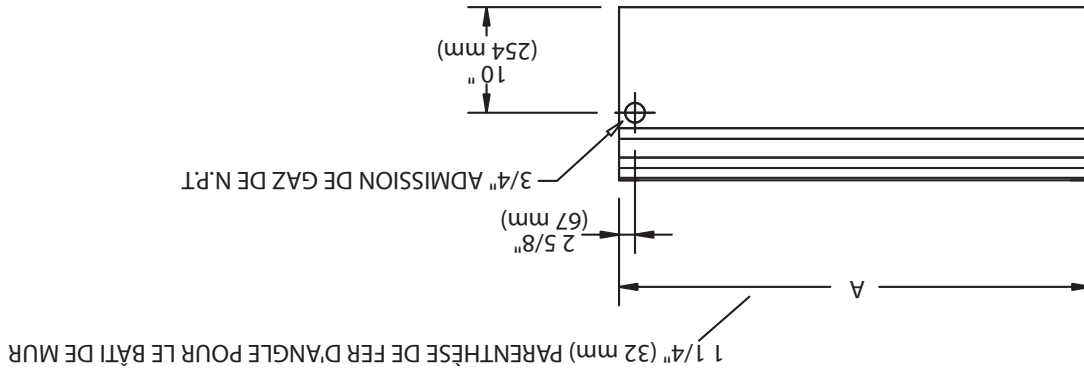 1 1/4" (32 mm) PARENTHÈSE DE FER D'ANGLE POUR LE BÂTI DE MUR
A
2 5/8"
(67 mm)
3/4" ADMISSION DE GAZ DE N.P.T
10"
(254 mm)